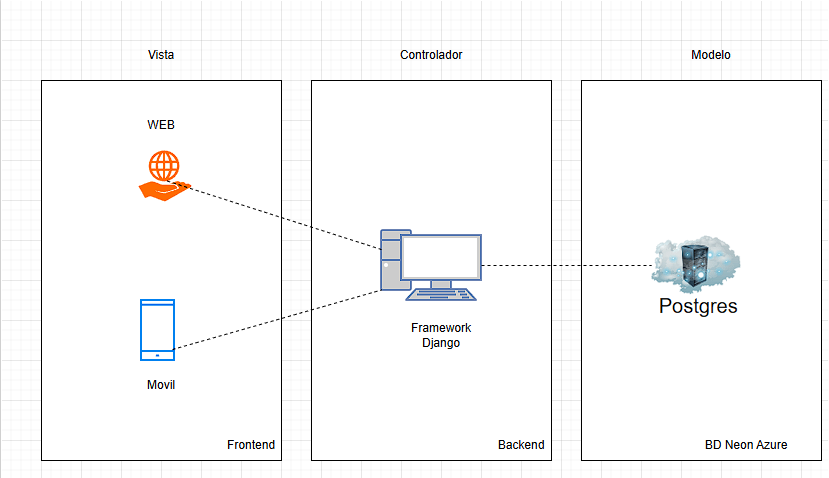 Vista
Controlador
Modelo
WEB
Movil
Frontend
Framework
Django
Backend
Postgres
BD Neon Azure